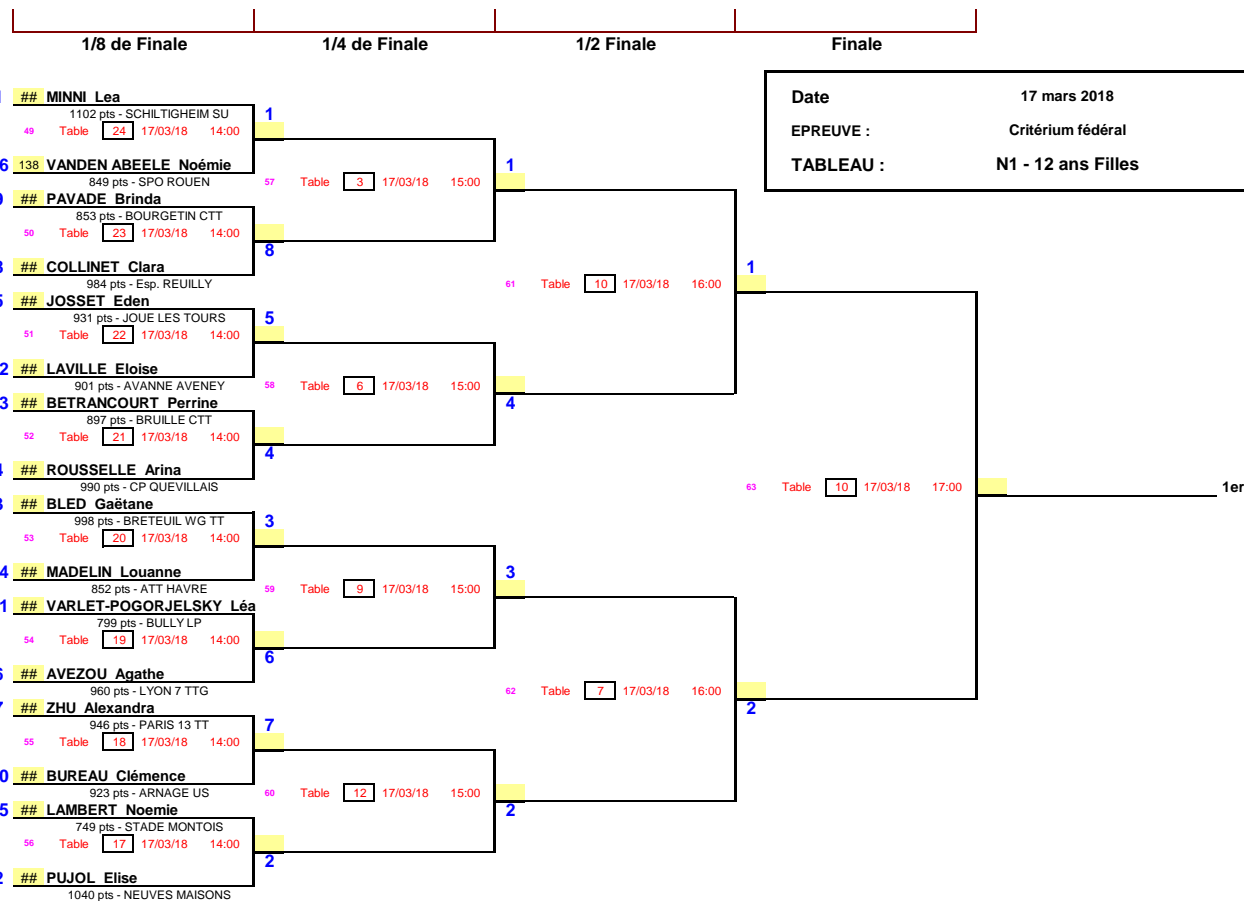 1/8 de Finale 1/4 de Finale 1/2 Finale Finale
Date 17 mars 2018
EPREUVE : Critérium fédéral
TABLEAU : N1 - 12 ans Filles
## MINNI Lea
1102 pts - SCHILTIGHEIM SU 1
49 Table 24 17/03/18 14:00
6 138 VANDEN ABEELE Noémie 1
849 pts - SPO ROUEN 57 Table 3 17/03/18 15:00
## PAVADE Brinda
853 pts - BOURGETIN CTT
50 Table 23 17/03/18 14:00
8
## COLLINET Clara 1
984 pts - Esp. REUILLY 61 Table 10 17/03/18 16:00
## JOSSET Eden
931 pts - JOUE LES TOURS 5
51 Table 22 17/03/18 14:00
2 ## LAVILLE Eloise
901 pts - AVANNE AVENEY 58 Table 6 17/03/18 15:00
3 ## BETRANCOURT Perrine 4
897 pts - BRUILLE CTT
52 Table 21 17/03/18 14:00
4
## ROUSSELLE Arina
990 pts - CP QUEVILLAIS 63 Table 10 17/03/18 17:00 1er
## BLED Gaëtane
998 pts - BRETEUIL WG TT 3
53 Table 20 17/03/18 14:00
4 ## MADELIN Louanne 3
852 pts - ATT HAVRE 59 Table 9 17/03/18 15:00
1 ## VARLET-POGORJELSKY Léa
799 pts - BULLY LP
54 Table 19 17/03/18 14:00
6
## AVEZOU Agathe
960 pts - LYON 7 TTG 62 Table 7 17/03/18 16:00
## ZHU Alexandra 2
946 pts - PARIS 13 TT 7
55 Table 18 17/03/18 14:00
0 ## BUREAU Clémence
923 pts - ARNAGE US 60 Table 12 17/03/18 15:00
5 ## LAMBERT Noemie 2
749 pts - STADE MONTOIS
56 Table 17 17/03/18 14:00
2
## PUJOL Elise
1040 pts - NEUVES MAISONS